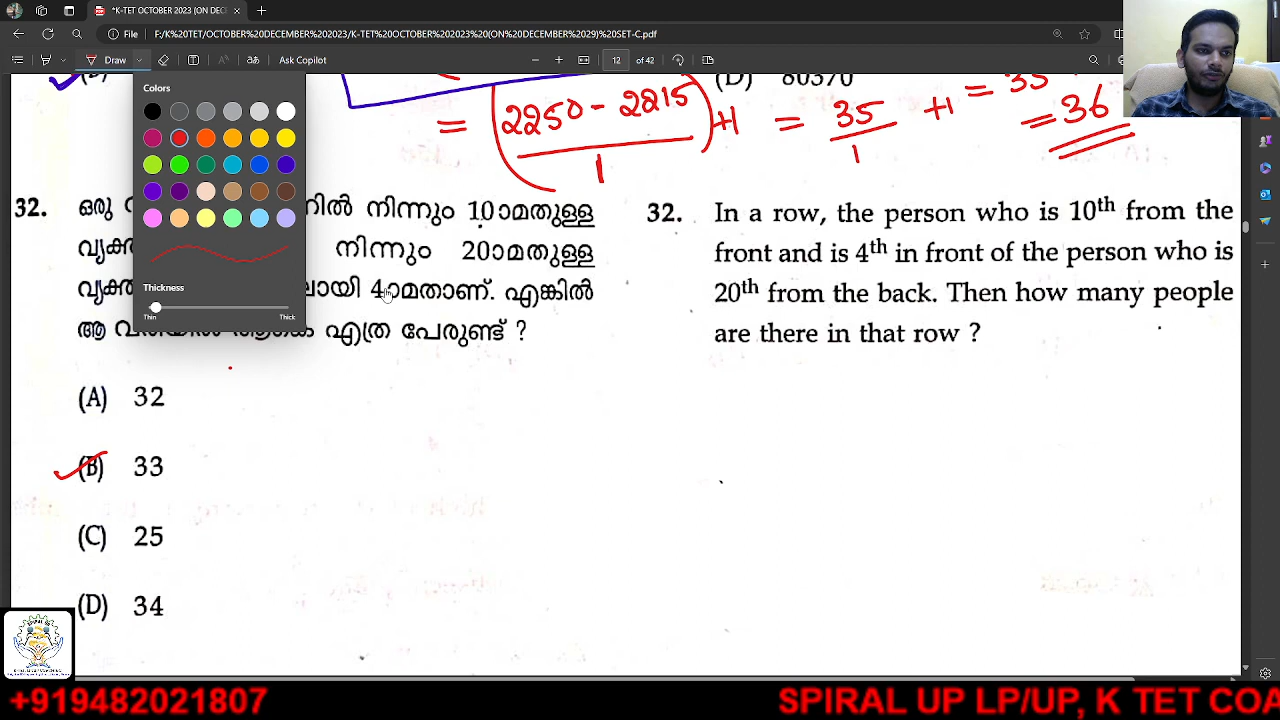 *K-TET OCTOBER 2023 (ON DEC
F:/K%20TET/OCTOBER%20DECEMBER%202023/K-TET%20OCTOBER%202023%20(ON%20DECEMBER%2029)%20SET-C.pdf
Draw
Ask Copilot
12 of 42
Colors
Thickness
Thin
Thick
(D) 80370
= (2250 - 2215 / 1) +1 = 35 / 1 +1 = 35
= 36
32. ഒരു
നിന്നും 10ാമതുള്ള
നിന്നും 20ാമതുള്ള
4ാമതാണ്. എങ്കിൽ
ആ വരിയിൽ ആകെ എത്ര പേരുണ്ട് ?
(A) 32
(B) 33
(C) 25
(D) 34
32. In a row, the person who is 10th from the
front and is 4th in front of the person who is
20th from the back. Then how many people
are there in that row ?
+919482021807
SPIRAL UP LP/UP, K TET COA